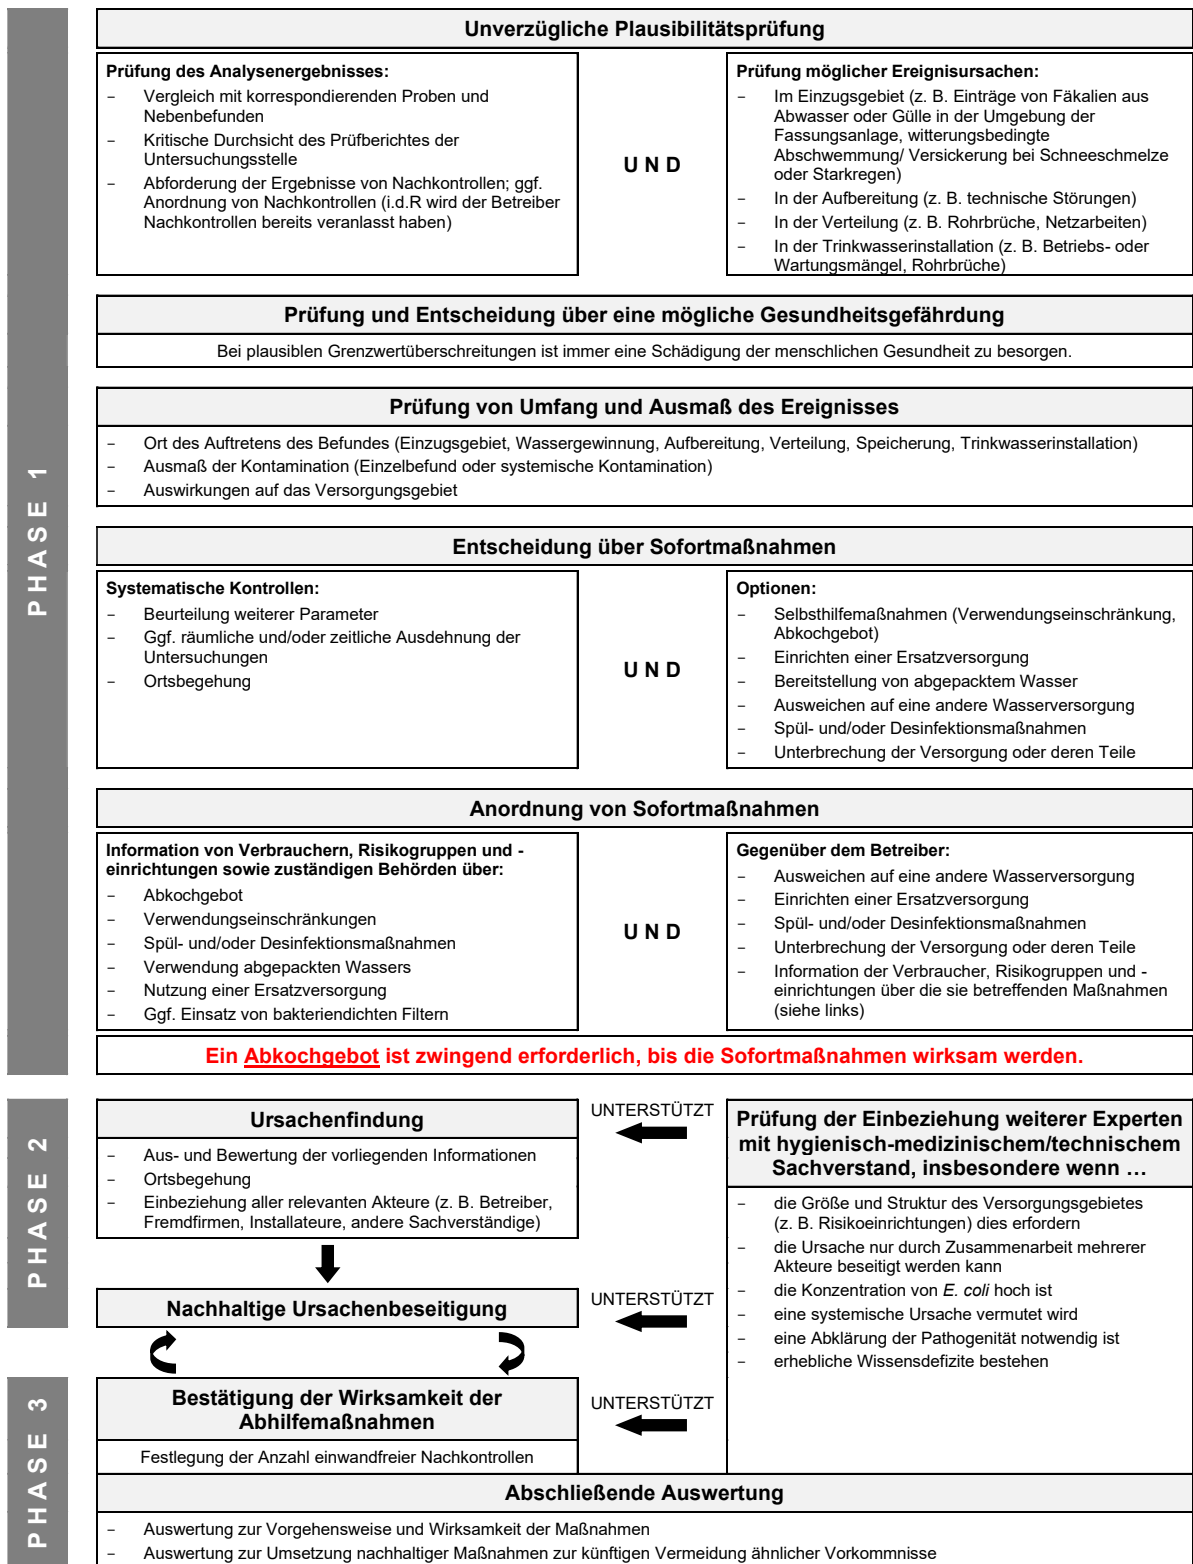 PHASE 1
Unverzügliche Plausibilitätsprüfung
Prüfung des Analysenergebnisses:
- Vergleich mit korrespondierenden Proben und
Nebenbefunden
- Kritische Durchsicht des Prüfberichtes der
Untersuchungsstelle
- Abforderung der Ergebnisse von Nachkontrollen; ggf.
Anordnung von Nachkontrollen (i.d.R wird der Betreiber
Nachkontrollen bereits veranlasst haben)
UND
Prüfung möglicher Ereignisursachen:
- Im Einzugsgebiet (z. B. Einträge von Fäkalien aus
Abwasser oder Gülle in der Umgebung der
Fassungsanlage, witterungsbedingte
Abschwemmung/ Versickerung bei Schneeschmelze
oder Starkregen)
- In der Aufbereitung (z. B. technische Störungen)
- In der Verteilung (z. B. Rohrbrüche, Netzarbeiten)
- In der Trinkwasserinstallation (z. B. Betriebs- oder
Wartungsmängel, Rohrbrüche)
Prüfung und Entscheidung über eine mögliche Gesundheitsgefährdung
Bei plausiblen Grenzwertüberschreitungen ist immer eine Schädigung der menschlichen Gesundheit zu besorgen.
Prüfung von Umfang und Ausmaß des Ereignisses
- Ort des Auftretens des Befundes (Einzugsgebiet, Wassergewinnung, Aufbereitung, Verteilung, Speicherung, Trinkwasserinstallation)
- Ausmaß der Kontamination (Einzelbefund oder systemische Kontamination)
- Auswirkungen auf das Versorgungsgebiet
Entscheidung über Sofortmaßnahmen
Systematische Kontrollen:
- Beurteilung weiterer Parameter
- Ggf. räumliche und/oder zeitliche Ausdehnung der
Untersuchungen
- Ortsbegehung
UND
Optionen:
- Selbsthilfemaßnahmen (Verwendungseinschränkung,
Abkochgebot)
- Einrichten einer Ersatzversorgung
- Bereitstellung von abgepacktem Wasser
- Ausweichen auf eine andere Wasserversorgung
- Spül- und/oder Desinfektionsmaßnahmen
- Unterbrechung der Versorgung oder deren Teile
Anordnung von Sofortmaßnahmen
Information von Verbrauchern, Risikogruppen und -
einrichtungen sowie zuständigen Behörden über:
- Abkochgebot
- Verwendungseinschränkungen
- Spül- und/oder Desinfektionsmaßnahmen
- Verwendung abgepackten Wassers
- Nutzung einer Ersatzversorgung
- Ggf. Einsatz von bakteriendichten Filtern
UND
Gegenüber dem Betreiber:
- Ausweichen auf eine andere Wasserversorgung
- Einrichten einer Ersatzversorgung
- Spül- und/oder Desinfektionsmaßnahmen
- Unterbrechung der Versorgung oder deren Teile
- Information der Verbraucher, Risikogruppen und -
einrichtungen über die sie betreffenden Maßnahmen
(siehe links)
Ein Abkochgebot ist zwingend erforderlich, bis die Sofortmaßnahmen wirksam werden.
PHASE 2
Ursachenfindung
- Aus- und Bewertung der vorliegenden Informationen
- Ortsbegehung
- Einbeziehung aller relevanten Akteure (z. B. Betreiber,
Fremdfirmen, Installateure, andere Sachverständige)
UNTERSTÜTZT
Prüfung der Einbeziehung weiterer Experten
mit hygienisch-medizinischem/technischem
Sachverstand, insbesondere wenn …
- die Größe und Struktur des Versorgungsgebietes
(z. B. Risikoeinrichtungen) dies erfordern
- die Ursache nur durch Zusammenarbeit mehrerer
Akteure beseitigt werden kann
- die Konzentration von E. coli hoch ist
- eine systemische Ursache vermutet wird
- eine Abklärung der Pathogenität notwendig ist
- erhebliche Wissensdefizite bestehen
Nachhaltige Ursachenbeseitigung
UNTERSTÜTZT
PHASE 3
Bestätigung der Wirksamkeit der
Abhilfemaßnahmen
Festlegung der Anzahl einwandfreier Nachkontrollen
UNTERSTÜTZT
Abschließende Auswertung
- Auswertung zur Vorgehensweise und Wirksamkeit der Maßnahmen
- Auswertung zur Umsetzung nachhaltiger Maßnahmen zur künftigen Vermeidung ähnlicher Vorkommnisse